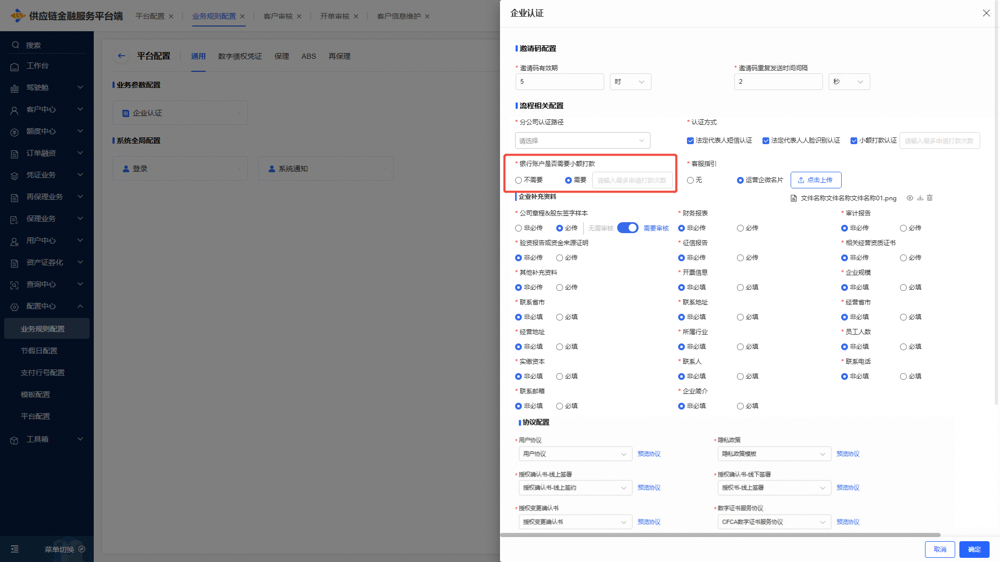 供应链金融服务平台端
平台配置
业务规则配置
客户审核
开单审核
客户信息维护
搜索
工作台
驾驶舱
客户中心
额度中心
订单融资
凭证业务
再保理业务
保理业务
用户中心
资产证券化
查询中心
配置中心
业务规则配置
节假日配置
支付行号配置
模板配置
平台配置
工具箱
菜单切换
平台配置
通用
数字债权凭证
保理
ABS
再保理
业务参数配置
企业认证
系统全局配置
登录
系统通知
企业认证
邀请码配置
* 邀请码有效期
* 邀请码重复发送时间间隔
5
时
2
秒
流程相关配置
* 分公司认证路径
* 认证方式
请选择
法定代表人短信认证
法定代表人人脸识别认证
小额打款认证
请输入最多申请打款次数
* 银行账户是否需要小额打款
* 客服指引
不需要
需要
请输入最多申请打款次数
无
运营企微名片
点击上传
企业补充资料
文件名称文件名称文件名称01.png
* 公司章程&股东签字样本
* 财务报表
* 审计报告
非必传
必传
无需审核
需要审核
非必传
必传
非必传
必传
* 验资报告或资金来源证明
* 征信报告
* 相关经营资质证书
非必传
必传
非必传
必传
非必传
必传
* 其他补充资料
* 开票信息
* 企业规模
非必传
必传
非必填
必填
非必填
必填
* 联系省市
* 联系地址
* 经营省市
非必填
必填
非必填
必填
非必填
必填
* 经营地址
* 所属行业
* 员工人数
非必填
必填
非必填
必填
非必填
必填
* 实缴资本
* 联系人
* 联系电话
非必填
必填
非必填
必填
非必填
必填
* 联系邮箱
* 企业简介
非必填
必填
非必填
必填
协议配置
* 用户协议
* 隐私政策
用户协议
预览协议
隐私政策模板
预览协议
* 授权确认书-线上签署
* 授权确认书-线下签署
授权确认书-线上签约
预览协议
授权书-线上签署
预览协议
* 授权变更确认书
* 数字证书服务协议
授权变更确认书
预览协议
CFCA数字证书服务协议
预览协议
取消
确定